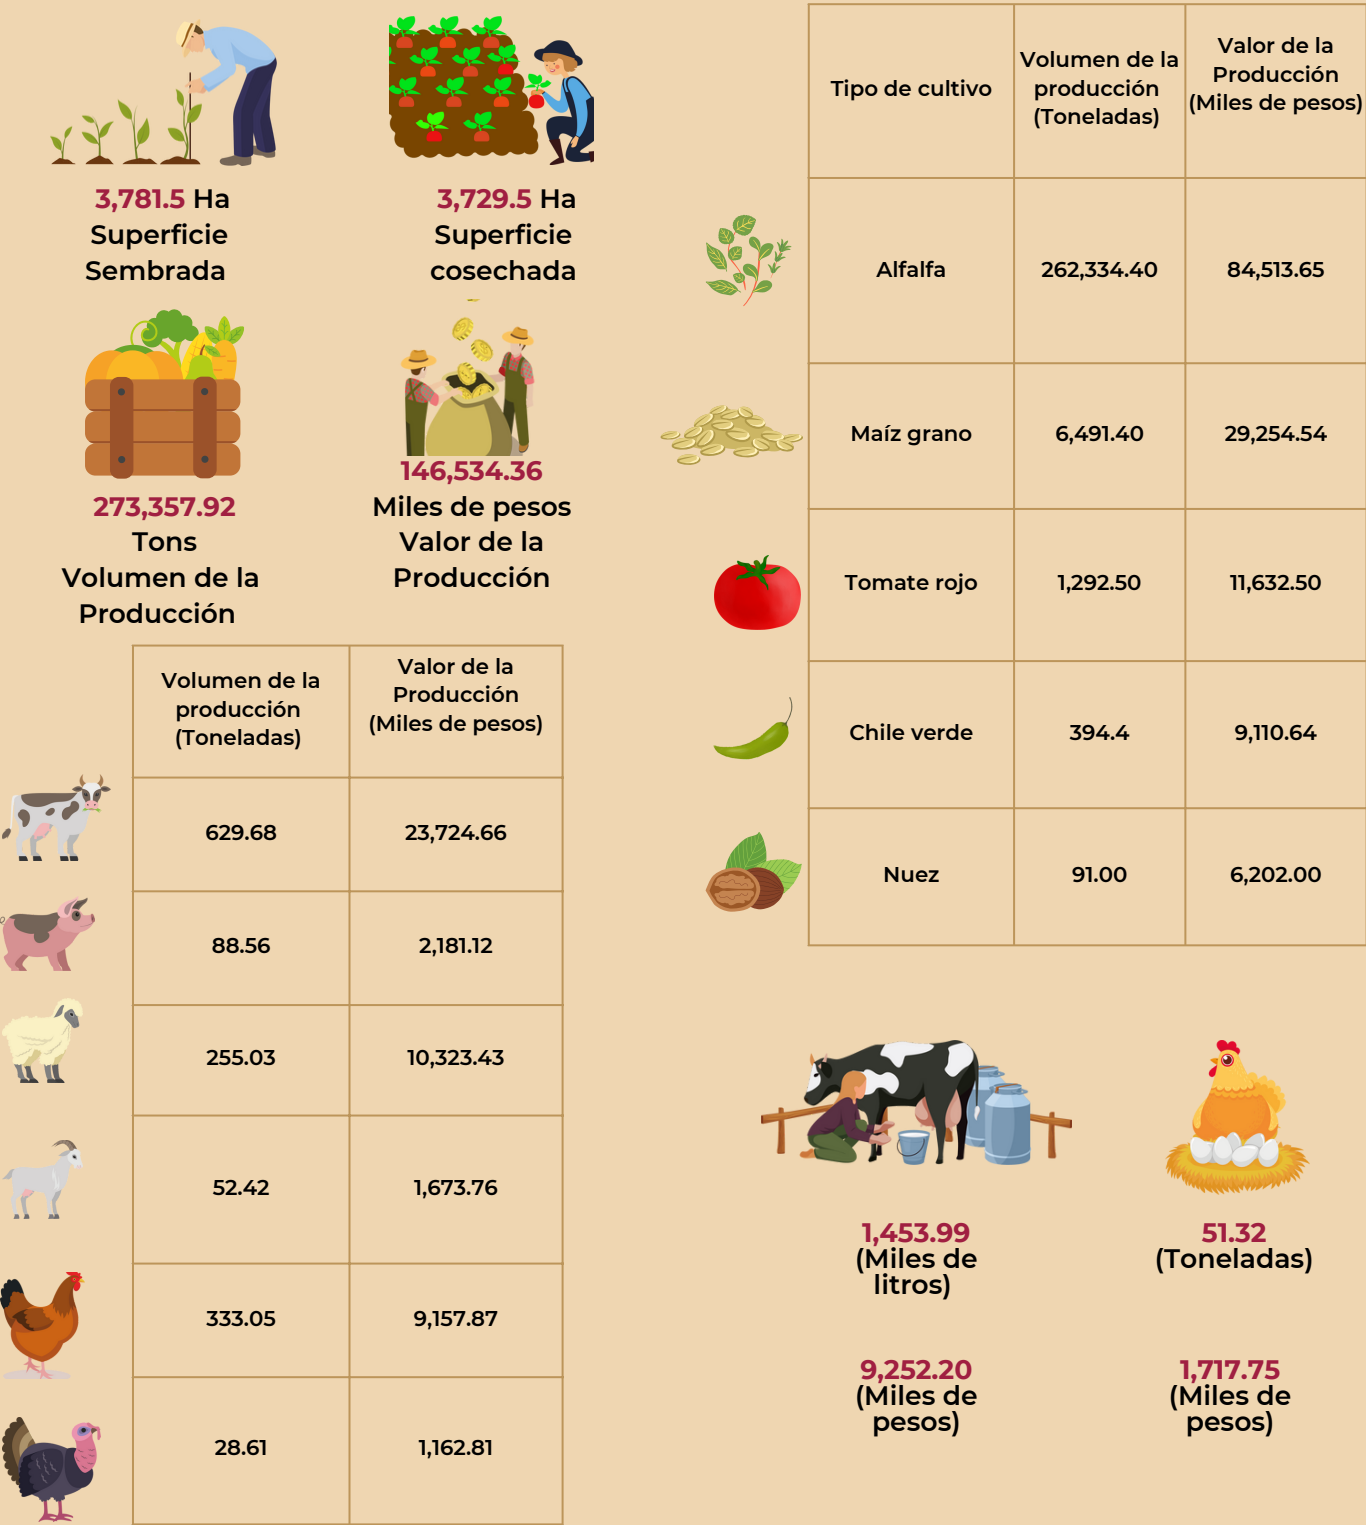 3,781.5 Ha
Superficie
Sembrada
3,729.5 Ha
Superficie
cosechada
273,357.92
Tons
Volumen de la
Producción
146,534.36
Miles de pesos
Valor de la
Producción
Volumen de la
producción
(Toneladas)
Valor de la
Producción
(Miles de pesos)
629.68
23,724.66
88.56
2,181.12
255.03
10,323.43
52.42
1,673.76
333.05
9,157.87
28.61
1,162.81
Tipo de cultivo
Volumen de la
producción
(Toneladas)
Valor de la
Producción
(Miles de pesos)
Alfalfa
262,334.40
84,513.65
Maíz grano
6,491.40
29,254.54
Tomate rojo
1,292.50
11,632.50
Chile verde
394.4
9,110.64
Nuez
91.00
6,202.00
1,453.99
(Miles de
litros)
51.32
(Toneladas)
9,252.20
(Miles de
pesos)
1,717.75
(Miles de
pesos)